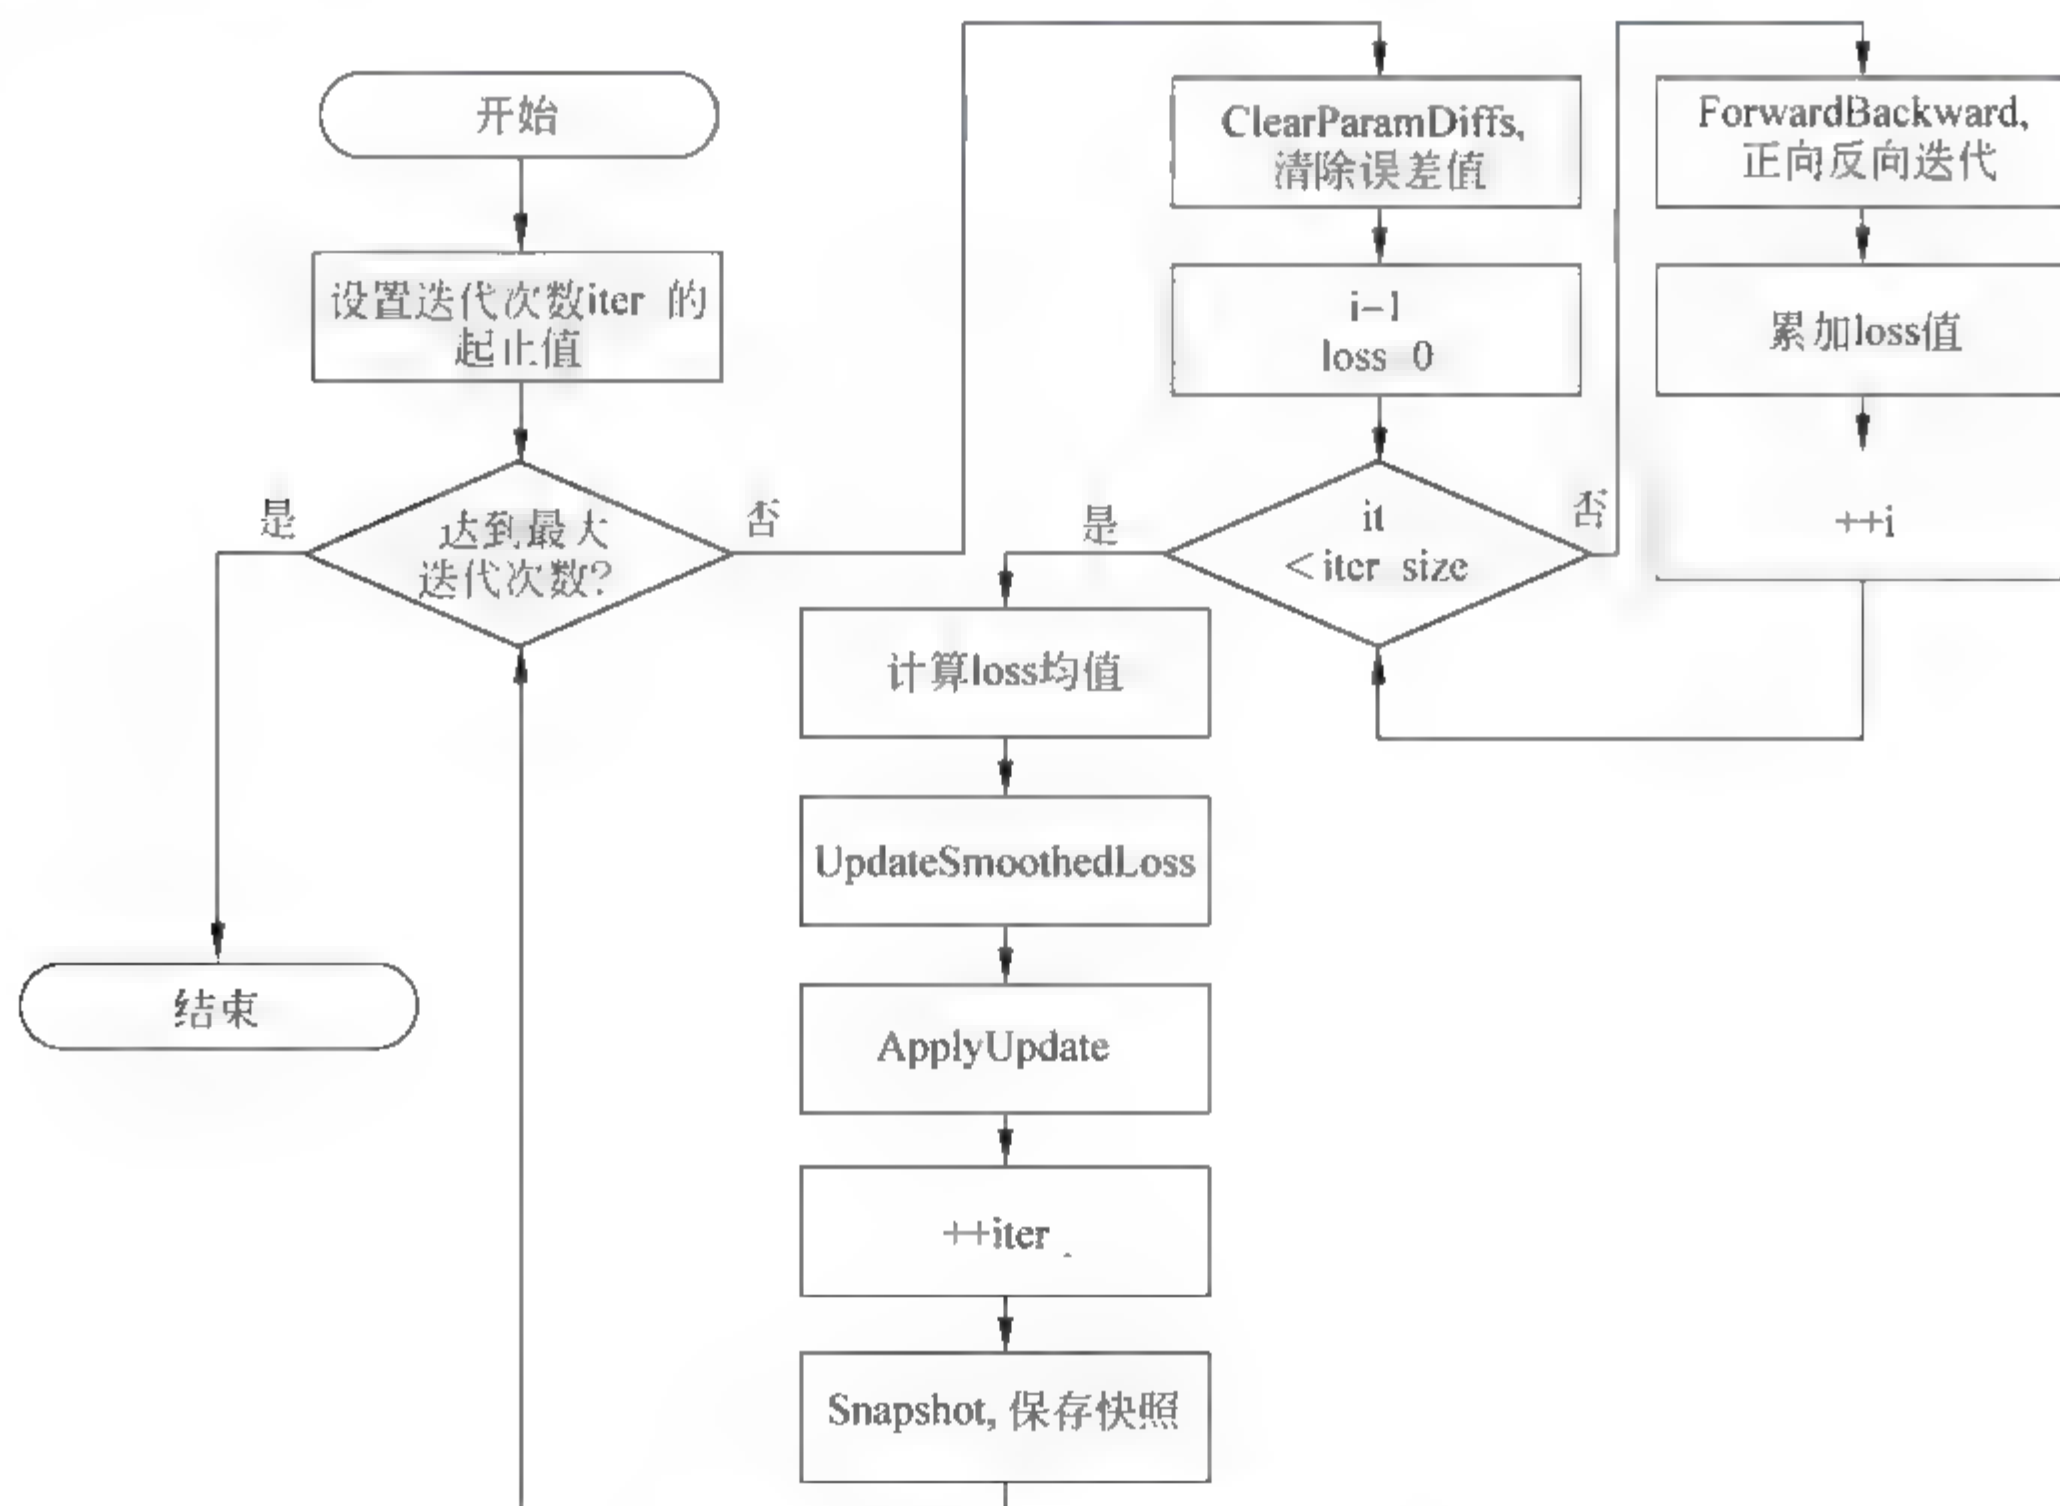 开始
设置迭代次数iter 的
起止值
达到最大
迭代次数?
是
否
结束
ClearParamDiffs,
清除误差值
i-1
loss 0
it
<iter size
是
否
ForwardBackward,
正向反向迭代
累加loss值
++i
计算loss均值
UpdateSmoothedLoss
ApplyUpdate
++iter
Snapshot, 保存快照